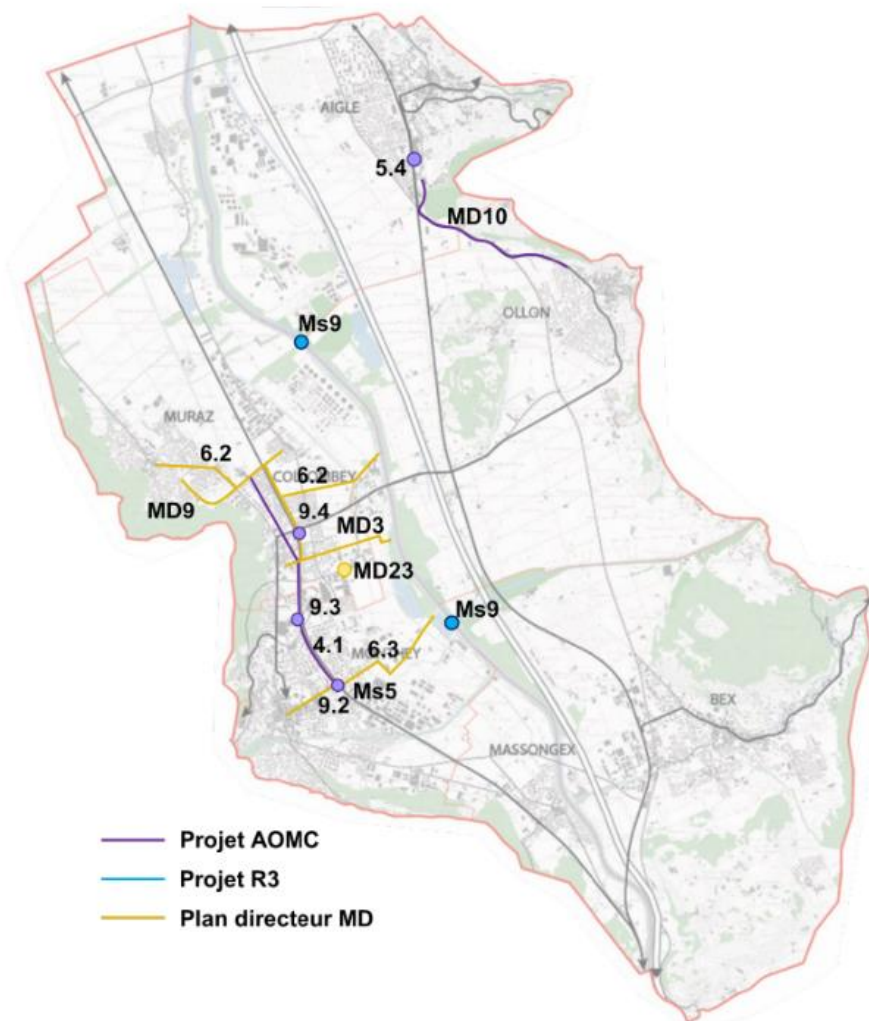 AIGLE
5.4
MD10
OLLON
Ms9
MURAZ
6.2
COLLOMBEY
6.2
MD9
9.4
MD3
MD23
9.3
Ms9
4.1
6.3
MONTHEY
Ms5
9.2
BEX
MASSONGEX
Projet AOMC
Projet R3
Plan directeur MD